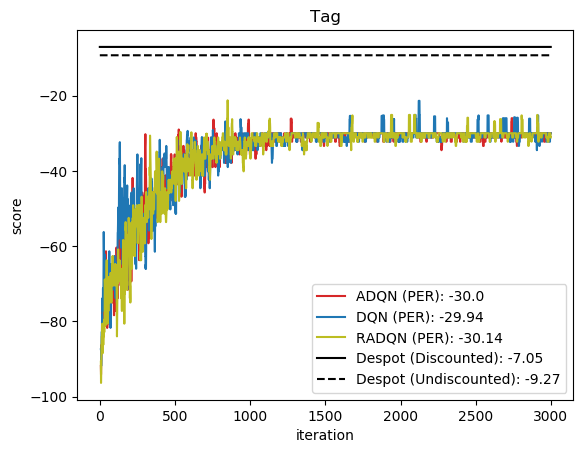 Tag
score
−20
−40
−60
−80
−100
0
500
1000
1500
2000
2500
3000
iteration
ADQN (PER): -30.0
DQN (PER): -29.94
RADQN (PER): -30.14
Despot (Discounted): -7.05
Despot (Undiscounted): -9.27